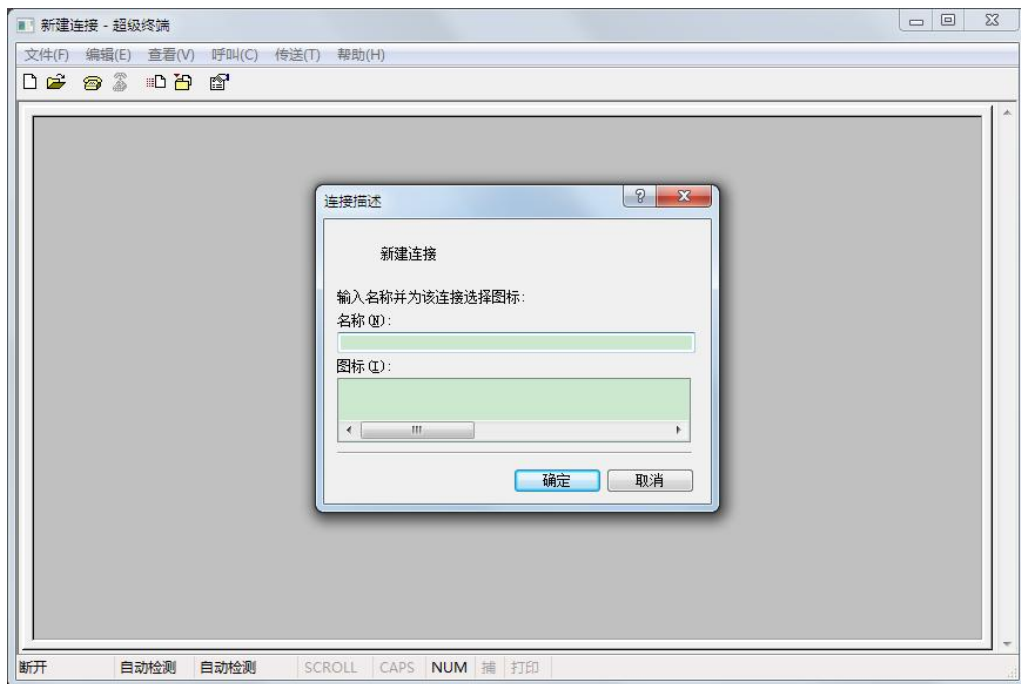 新建连接 - 超级终端
文件(F) 编辑(E) 查看(V) 呼叫(C) 传送(T) 帮助(H)
连接描述
新建连接
输入名称并为该连接选择图标:
名称(N):
图标(I):
确定 取消
断开 自动检测 自动检测 SCROLL CAPS NUM 捕 打印